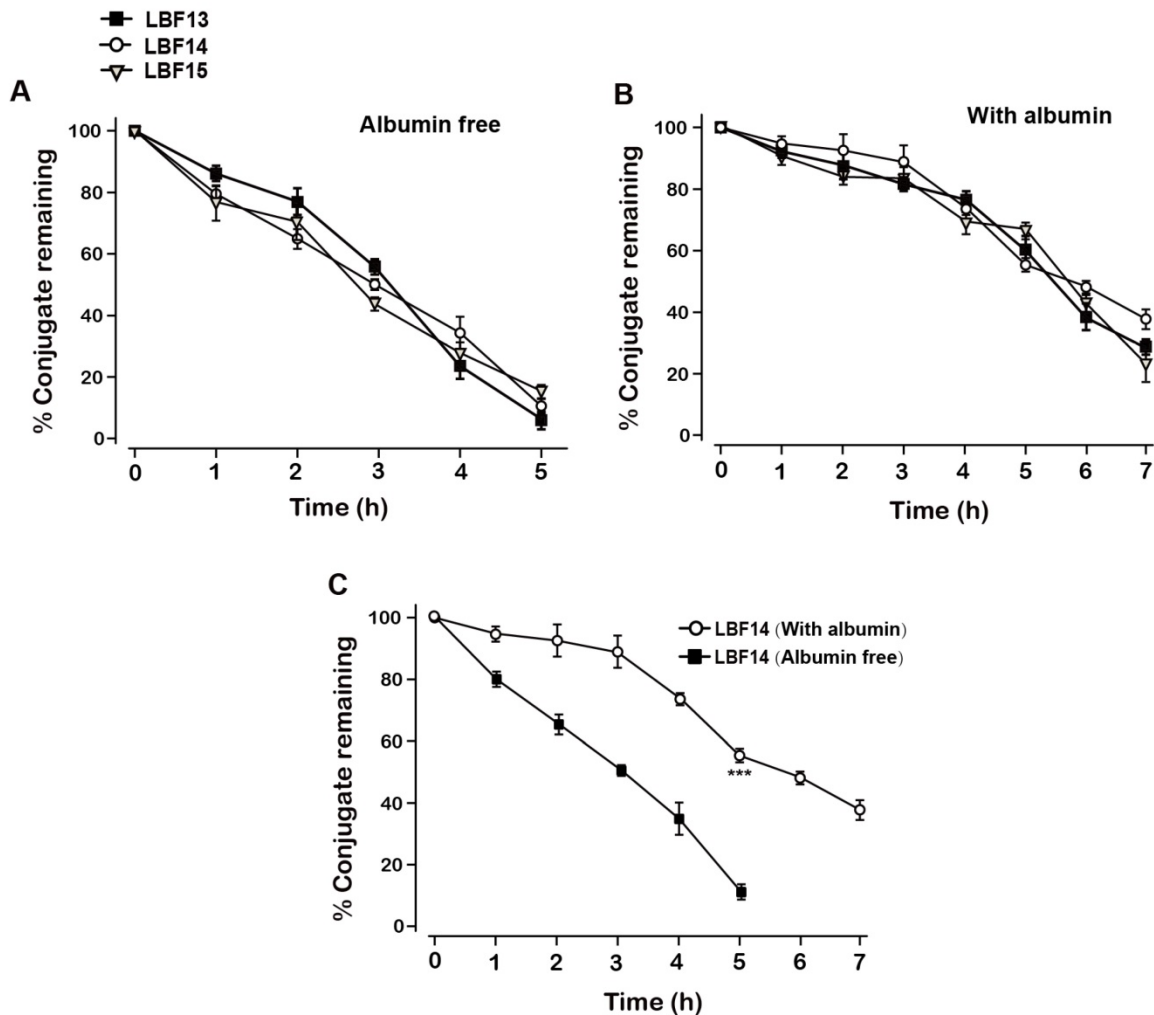 LBF13
LBF14
LBF15
A
Albumin free
% Conjugate remaining
100
80
60
40
20
0
0 1 2 3 4 5
Time (h)
B
With albumin
% Conjugate remaining
100
80
60
40
20
0
0 1 2 3 4 5 6 7
Time (h)
C
LBF14 (With albumin)
LBF14 (Albumin free)
% Conjugate remaining
100
80
60
40
20
0
***
0 1 2 3 4 5 6 7
Time (h)